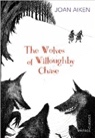 JOAN AIKEN
The Wolves of
Willoughby
Chase